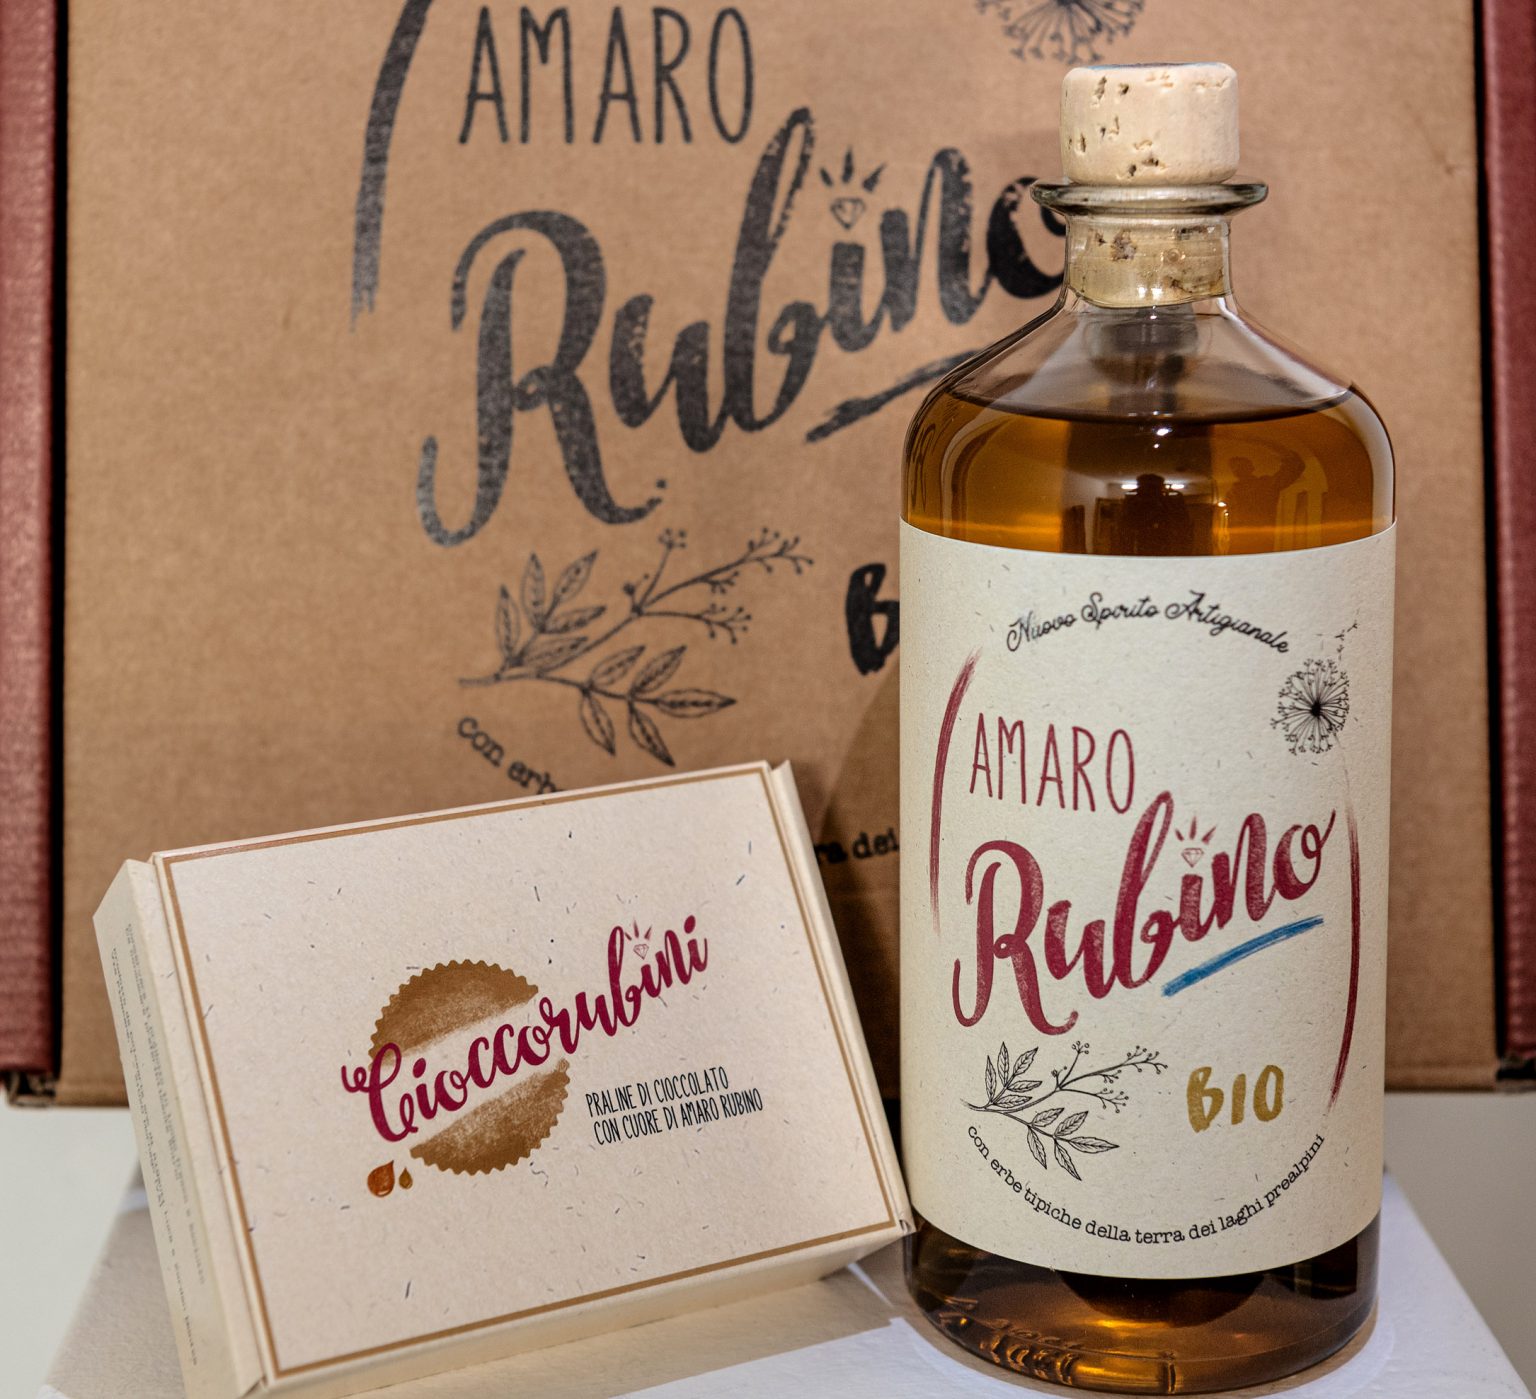 AMARO
Rubino
con
Cioccorubini
PRALINE DI CIOCCOLATO
CON CUORE DI AMARO RUBINO
Nuovo Spirito Artigianale
AMARO
Rubino
BIO
con erbe tipiche della terra dei laghi prealpini